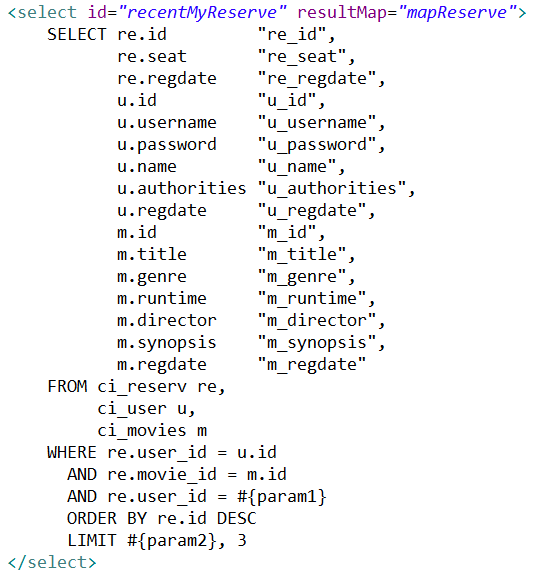 <select id="recentMyReserve" resultMap="mapReserve">
    SELECT re.id         "re_id",
           re.seat       "re_seat",
           re.regdate    "re_regdate",
           u.id          "u_id",
           u.username    "u_username",
           u.password    "u_password",
           u.name        "u_name",
           u.authorities "u_authorities",
           u.regdate     "u_regdate",
           m.id          "m_id",
           m.title       "m_title",
           m.genre       "m_genre",
           m.runtime     "m_runtime",
           m.director    "m_director",
           m.synopsis    "m_synopsis",
           m.regdate     "m_regdate"
    FROM ci_reserv re,
         ci_user u,
         ci_movies m
    WHERE re.user_id = u.id
      AND re.movie_id = m.id
      AND re.user_id = #{param1}
      ORDER BY re.id DESC
      LIMIT #{param2}, 3
</select>